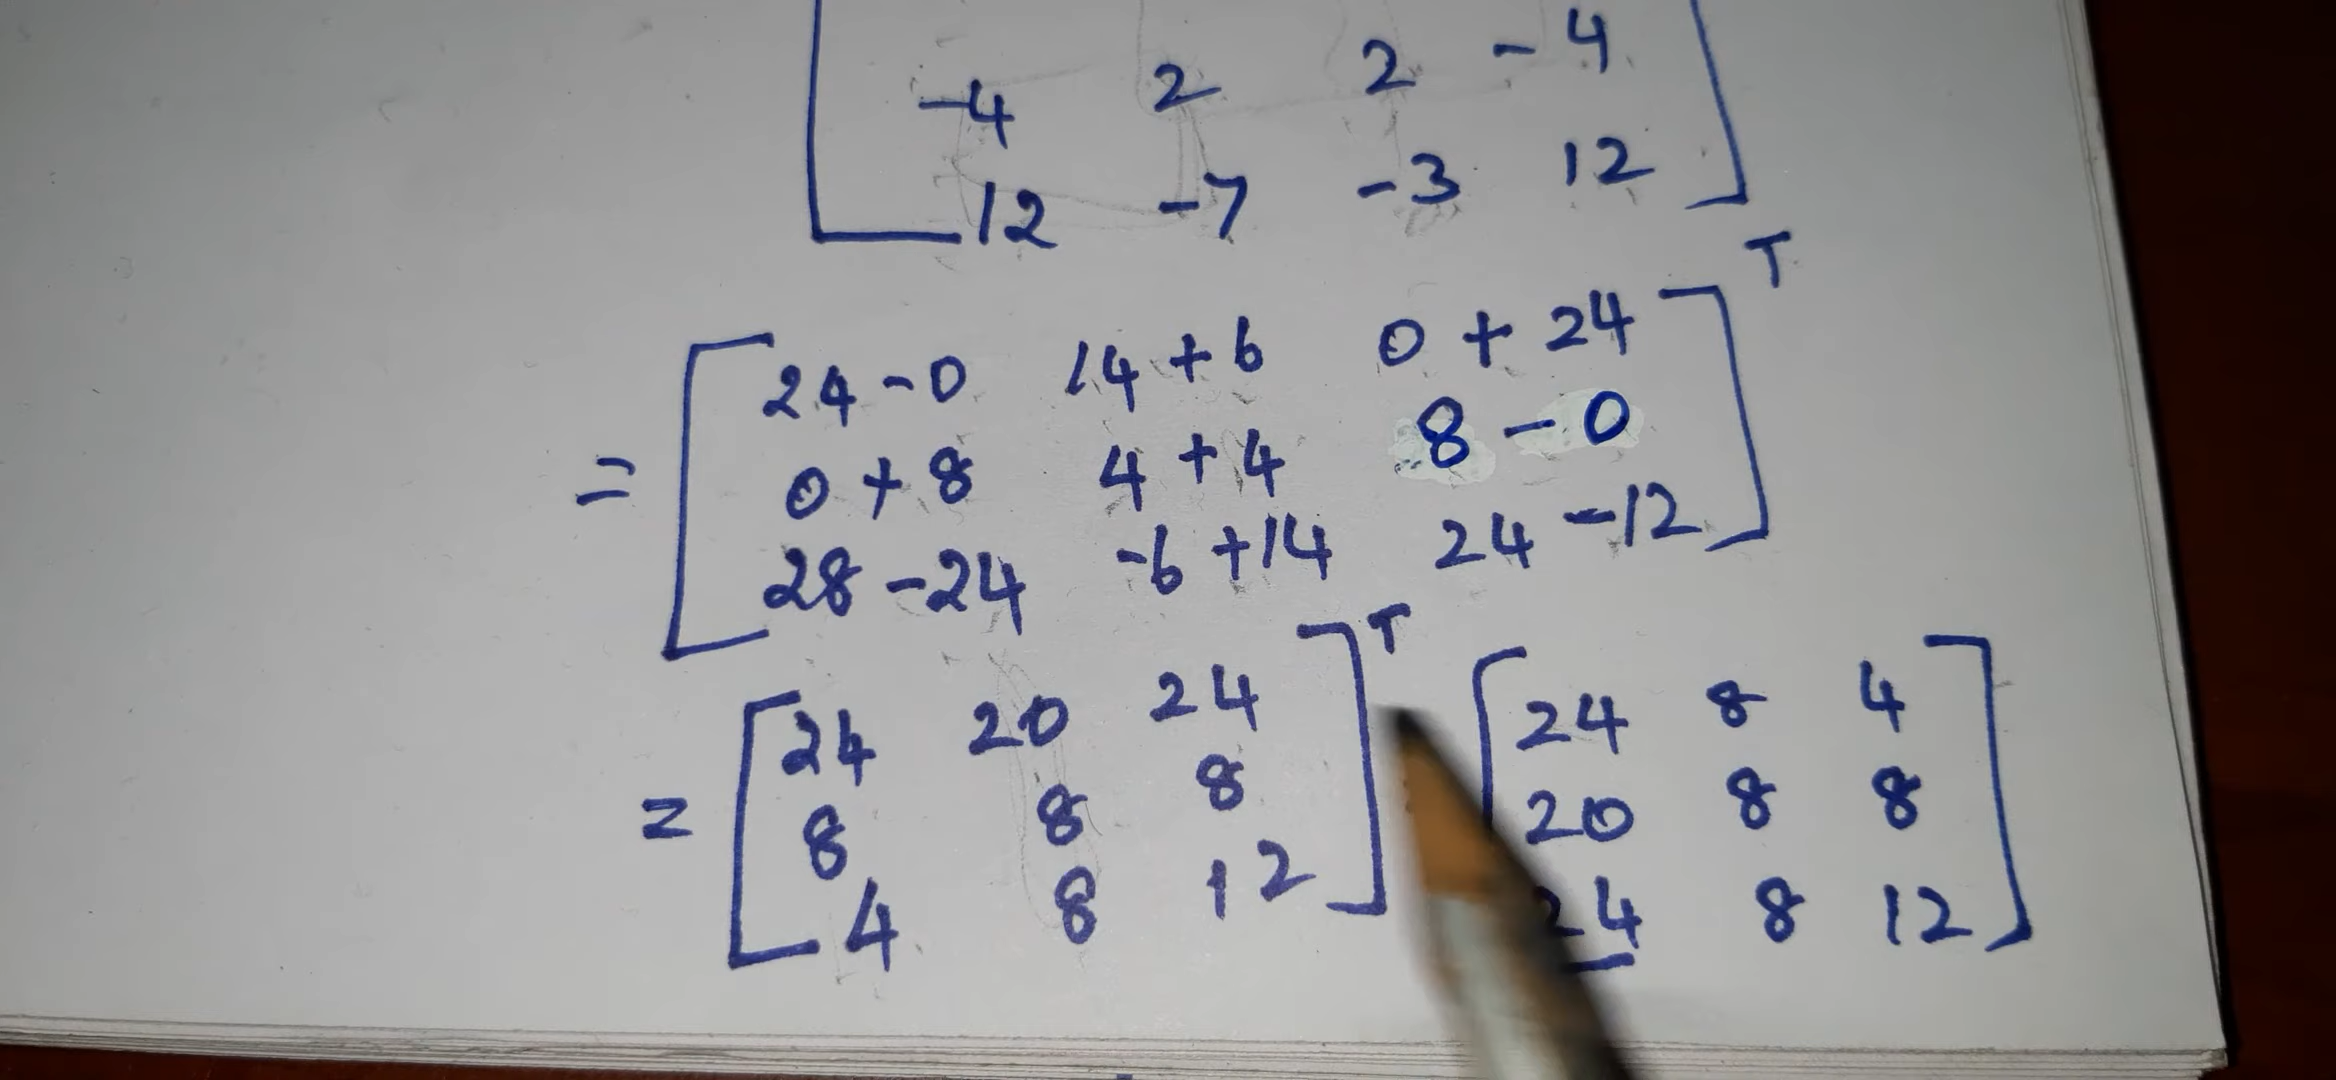 -4 2 2 -4
12 -7 -3 12
T
24-0 14+6 0+24
= 0+8 4+4 8-0
28-24 -6+14 24-12
T
24 20 24 24 8 4
= 8 8 8 20 8 8
4 8 12 24 8 12